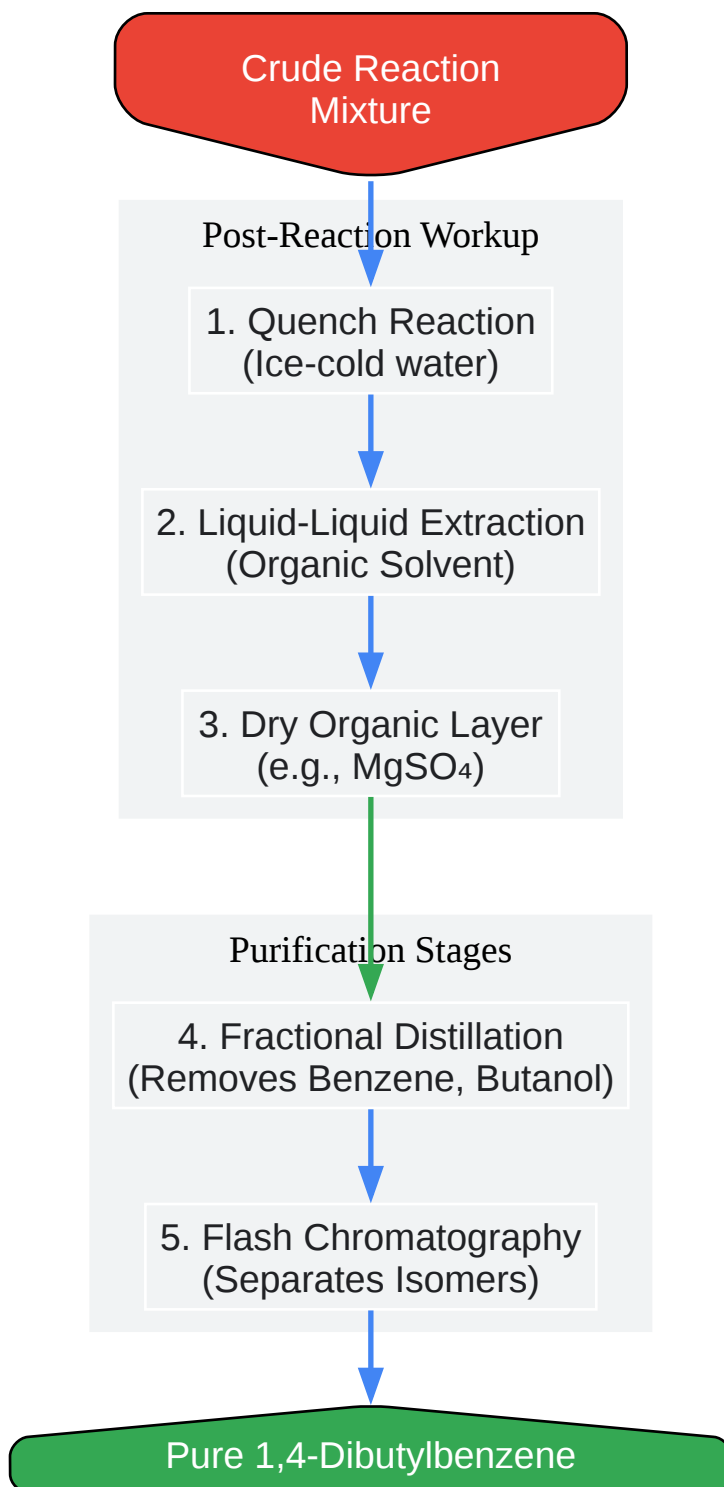 Crude Reaction
Mixture
Post-Reaction Workup
1. Quench Reaction
(Ice-cold water)
2. Liquid-Liquid Extraction
(Organic Solvent)
3. Dry Organic Layer
(e.g., MgSO₄)
Purification Stages
4. Fractional Distillation
(Removes Benzene, Butanol)
5. Flash Chromatography
(Separates Isomers)
Pure 1,4-Dibutylbenzene